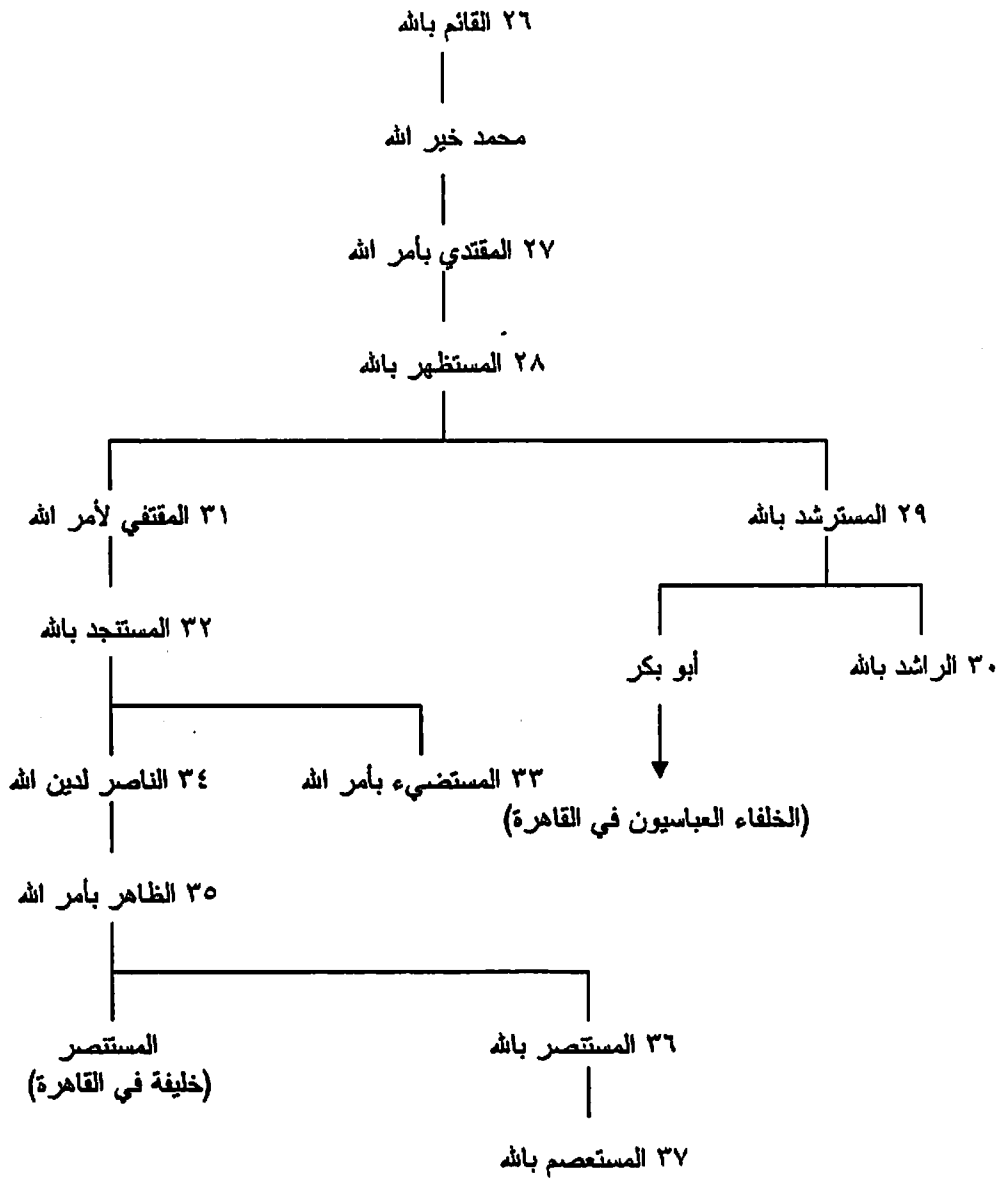 ٢٦ القائم بالله
محمد خير الله
٢٧ المقتدي بأمر الله
٢٨ المستظهر بالله
٢٩ المسترشد بالله
٣١ المقتفي لأمر الله
٣٢ المستنجد بالله
٣٠ الراشد بالله
أبو بكر
٣٣ المستضيء بأمر الله
٣٤ الناصر لدين الله
(الخلفاء العباسيون في القاهرة)
٣٥ الظاهر بأمر الله
٣٦ المستنصر بالله
المستنصر
(خليفة في القاهرة)
٣٧ المستعصم بالله